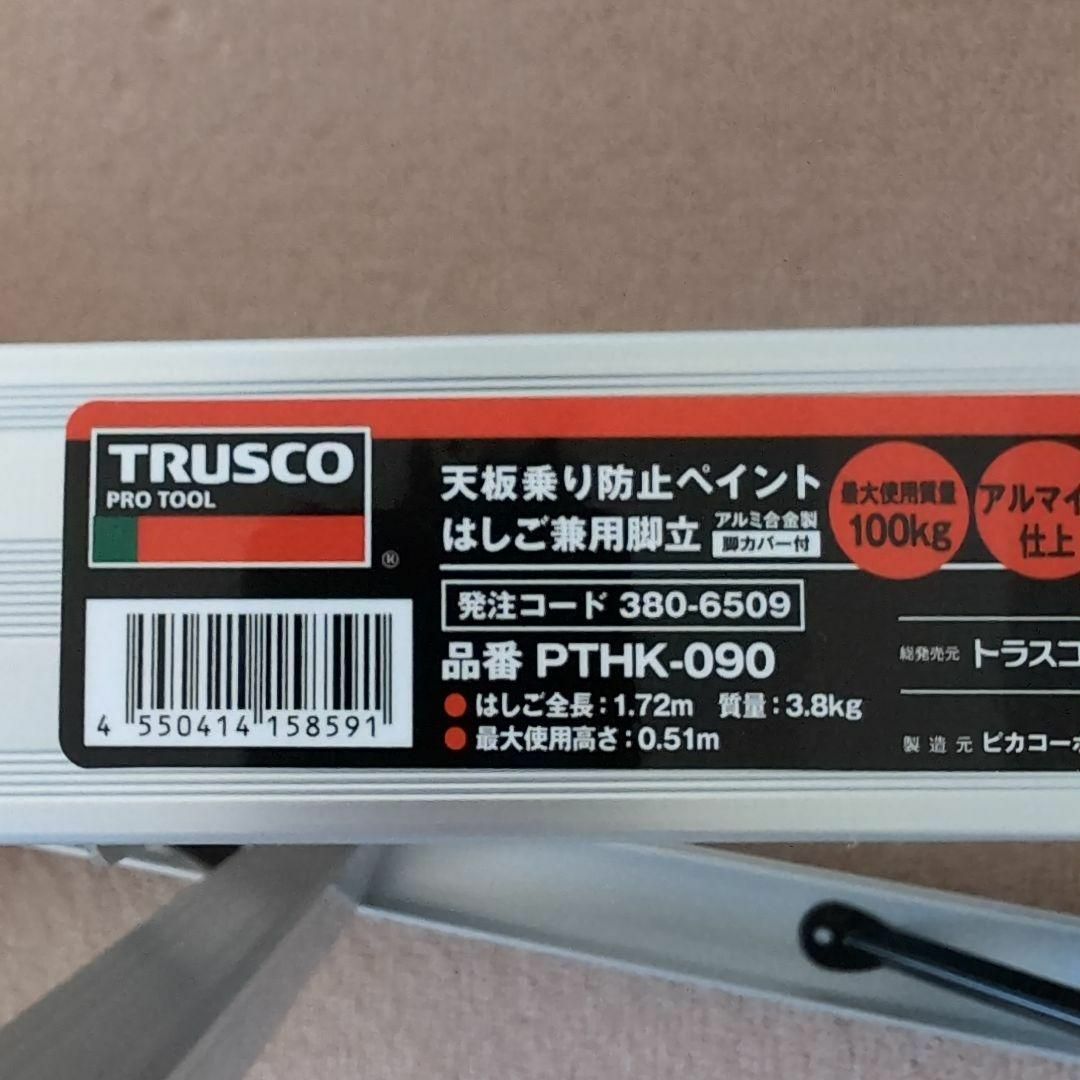 TRUSCO
PRO TOOL
天板乗り防止ペイント
はしご兼用脚立
アルミ合金製
脚カバー付
最大使用質量
100kg
アルマイ
仕上
発注コード 380-6509
品番 PTHK-090
はしご全長:1.72m 質量:3.8kg
最大使用高さ:0.51m
総発売元 トラスコ
製造元 ピカコーポ
4 550414 158591